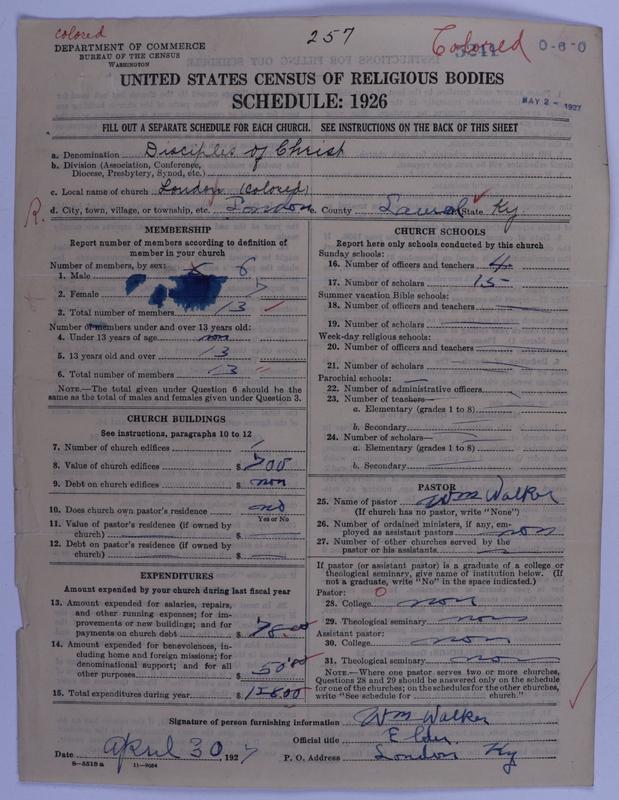 colored
257
Colored
0-6-0
DEPARTMENT OF COMMERCE
BUREAU OF THE CENSUS
WASHINGTON
UNITED STATES CENSUS OF RELIGIOUS BODIES
SCHEDULE: 1926
MAY 2 - 1927
FILL OUT A SEPARATE SCHEDULE FOR EACH CHURCH. SEE INSTRUCTIONS ON THE BACK OF THIS SHEET
a. Denomination Disciples of Christ
b. Division (Association, Conference, Diocese, Presbytery, Synod, etc.)
c. Local name of church London (colored)
d. City, town, village, or township, etc. London e. County Laurel State Ky
R.
MEMBERSHIP
Report number of members according to definition of
member in your church
Number of members, by sex:
1. Male 6
2. Female 7
3. Total number of members 13
Number of members under and over 13 years old:
4. Under 13 years of age non
5. 13 years old and over 13
6. Total number of members 13
NOTE.—The total given under Question 6 should be
same as the total of males and females given under Question 3.
CHURCH BUILDINGS
See instructions, paragraphs 10 to 12
7. Number of church edifices 1
8. Value of church edifices $ 700
9. Debt on church edifices $ non
10. Does church own pastor's residence no
Yes or No
11. Value of pastor's residence (if owned by
church) $
12. Debt on pastor's residence (if owned by
church) $
EXPENDITURES
Amount expended by your church during last fiscal year
13. Amount expended for salaries, repairs,
and other running expenses; for im-
provements or new buildings; and for
payments on church debt $ 78.00
14. Amount expended for benevolences, in-
cluding home and foreign missions; for
denominational support; and for all
other purposes $ 50.00
15. Total expenditures during year $ 128.00
CHURCH SCHOOLS
Report here only schools conducted by this church
Sunday schools:
16. Number of officers and teachers 4
17. Number of scholars 15
Summer vacation Bible schools:
18. Number of officers and teachers
19. Number of scholars
Week-day religious schools:
20. Number of officers and teachers
21. Number of scholars
Parochial schools:
22. Number of administrative officers
23. Number of teachers—
a. Elementary (grades 1 to 8)
b. Secondary
24. Number of scholars—
a. Elementary (grades 1 to 8)
b. Secondary
PASTOR
25. Name of pastor Wm Walker
(If church has no pastor, write "None")
26. Number of ordained ministers, if any, em-
ployed as assistant pastors non
27. Number of other churches served by the
pastor or his assistants
If pastor (or assistant pastor) is a graduate of a college or
theological seminary, give name of institution below. (If
not a graduate, write "No" in the space indicated.)
Pastor: 0
28. College non
29. Theological seminary non
Assistant pastor:
30. College non
31. Theological seminary non
NOTE.—Where one pastor serves two or more churches,
Questions 28 and 29 should be answered only on the schedule
for one of the churches; on the schedules for the other churches,
write "See schedule for church."
Signature of person furnishing information Wm Walker
Official title Elder
Date April 30, 1927 P. O. Address London Ky
8-5518 a 11-9084